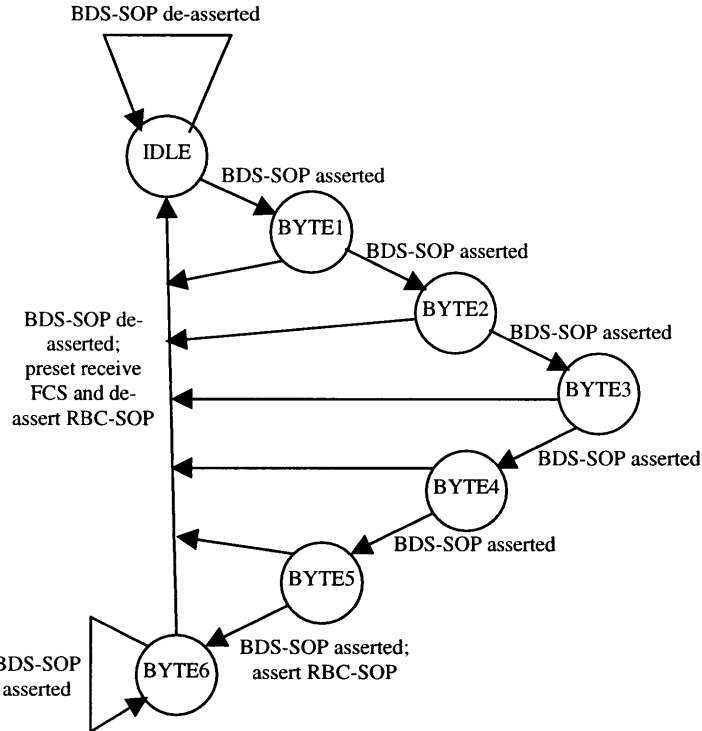 BDS-SOP de-asserted
IDLE
BDS-SOP asserted
BYTE1
BDS-SOP asserted
BYTE2
BDS-SOP de-
asserted;
preset receive
FCS and de-
assert RBC-SOP
BDS-SOP asserted
BYTE3
BDS-SOP asserted
BYTE4
BDS-SOP asserted
BYTE5
BDS-SOP asserted;
assert RBC-SOP
BDS-SOP
asserted
BYTE6